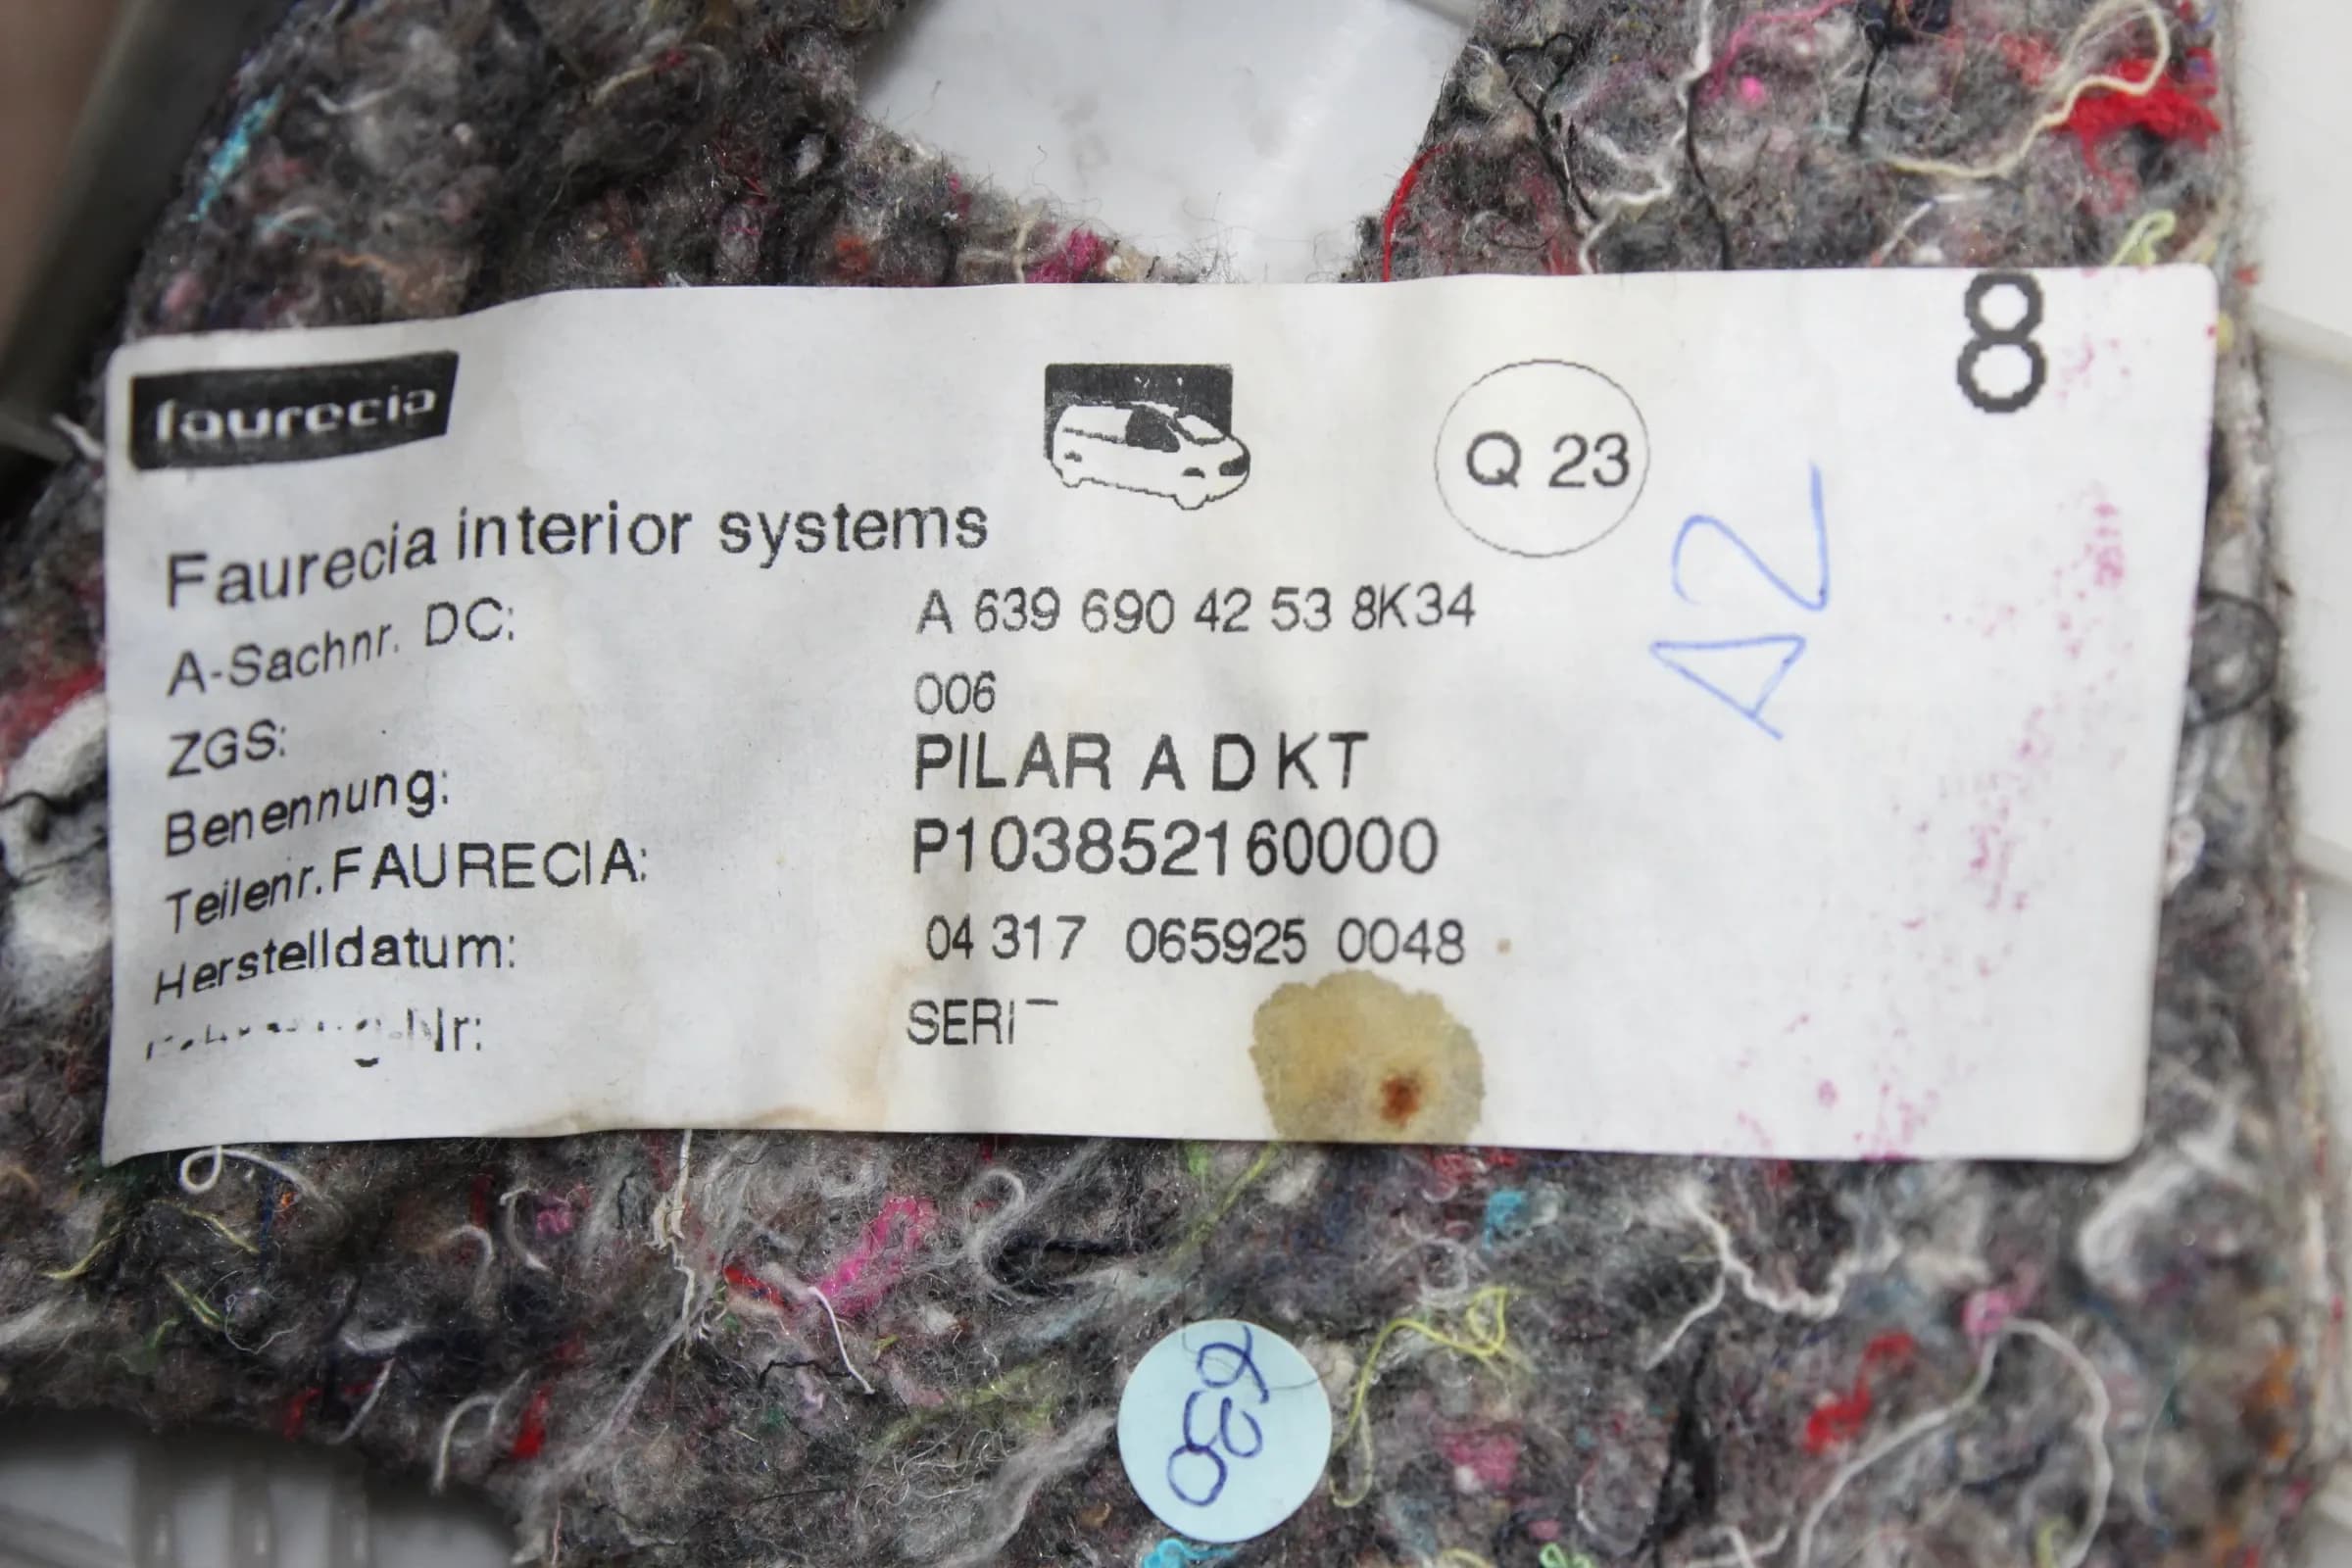 faurecia
Q 23
8
Faurecia interior systems
A-Sachnr. DC: A 639 690 42 53 8K34
ZGS: 006
Benennung: PILAR A D KT
Teilenr. FAURECIA: P103852160000
Herstelldatum: 04 317 065925 0048
A2